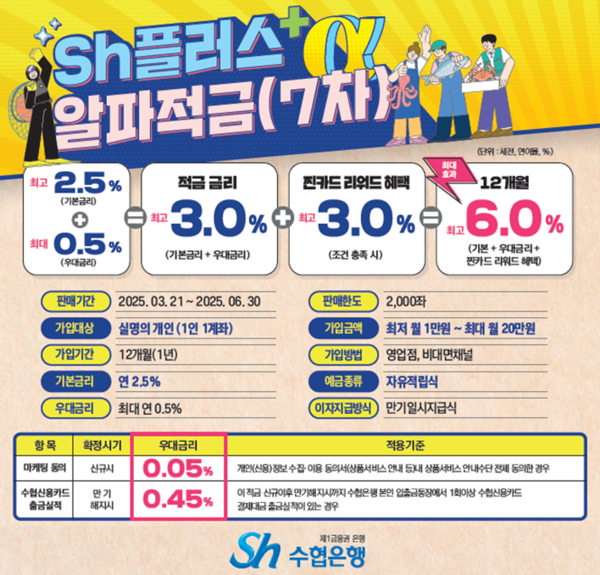 Sh플러스+α
알파적금(7차)
(단위 : 세전, 연이율, %)
최고 2.5%
(기본금리)
+
최대 0.5%
(우대금리)
=
적금 금리
최고 3.0%
(기본금리 + 우대금리)
+
찐카드 리워드 혜택
최고 3.0%
(조건 충족 시)
=
최대
효과
12개월
최고 6.0%
(기본 + 우대금리 +
찐카드 리워드 혜택)
판매기간 2025. 03. 21 ~ 2025. 06. 30
판매한도 2,000좌
가입대상 실명의 개인 (1인 1계좌)
가입금액 최저 월 1만원 ~ 최대 월 20만원
가입기간 12개월(1년)
가입방법 영업점, 비대면채널
기본금리 연 2.5%
예금종류 자유적립식
우대금리 최대 연 0.5%
이자지급방식 만기일시지급식
항 목 확정시기 우대금리 적용기준
마케팅 동의 신규시 0.05% 개인(신용)정보 수집·이용 동의서(상품서비스 안내 등)내 상품서비스 안내수단 전체 동의한 경우
수협신용카드
출금실적
만 기
해지시
0.45%
이 적금 신규이후 만기해지시까지 수협은행 본인 입출금통장에서 1회이상 수협신용카드
결제대금 출금실적이 있는 경우
제1금융권 은행
Sh 수협은행